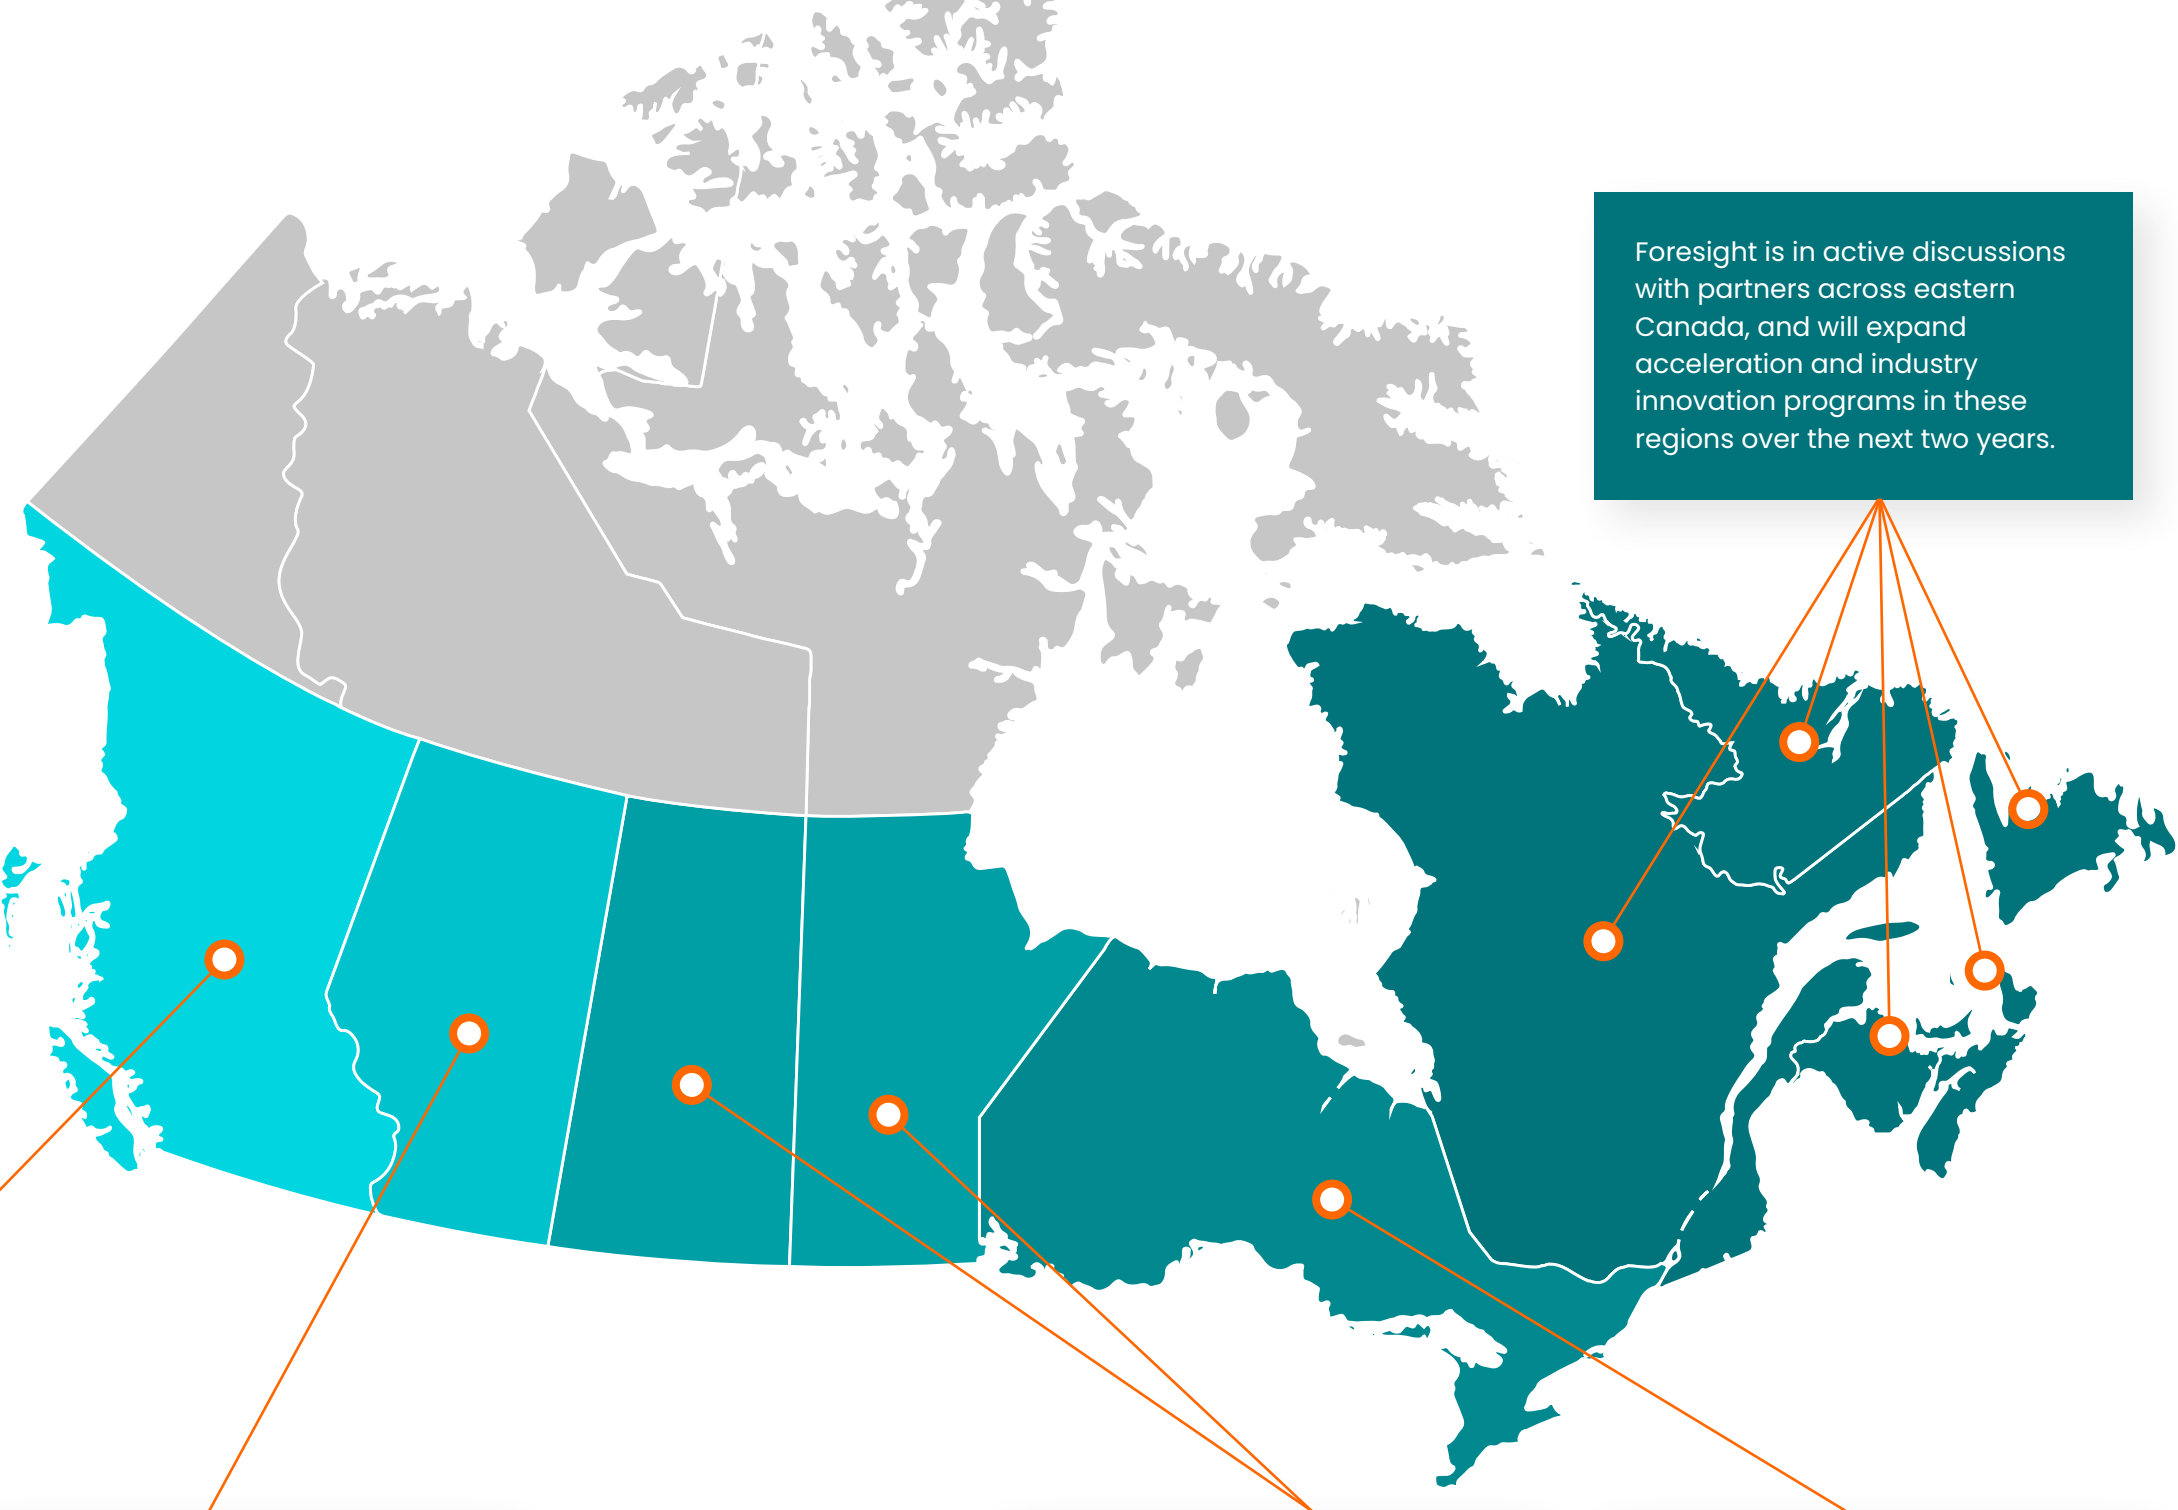 Foresight is in active discussions
with partners across eastern
Canada, and will expand
acceleration and industry
innovation programs in these
regions over the next two years.